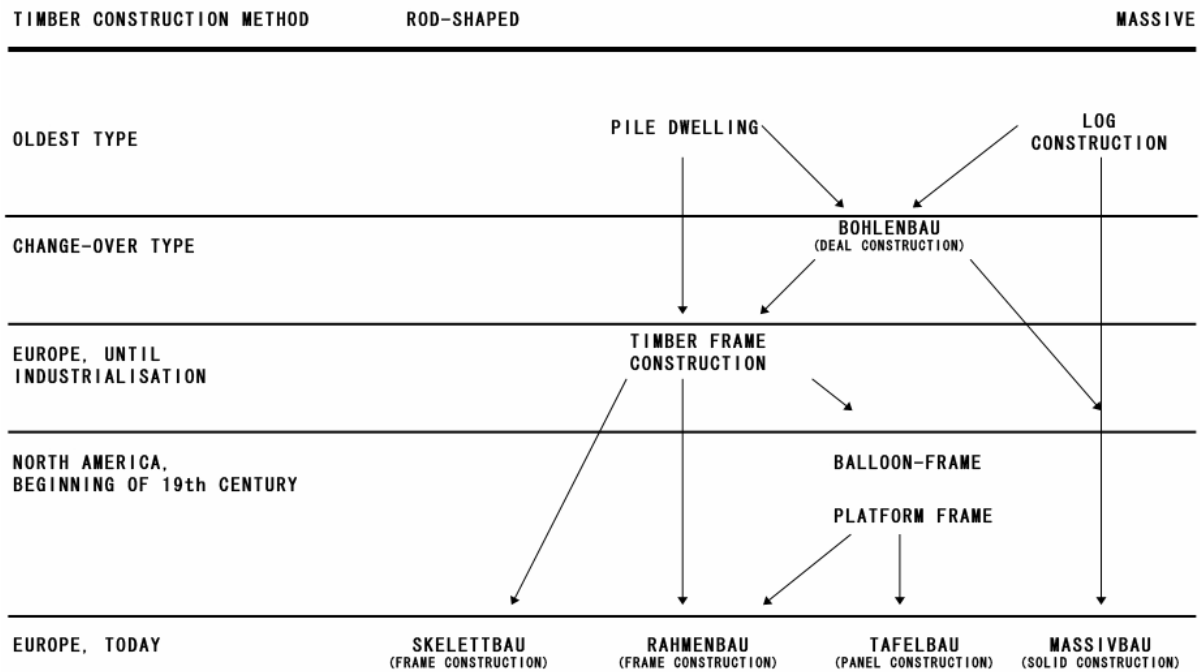 TIMBER CONSTRUCTION METHOD ROD-SHAPED MASSIVE
OLDEST TYPE
PILE DWELLING
LOG
CONSTRUCTION
CHANGE-OVER TYPE
BOHLENBAU
(DEAL CONSTRUCTION)
EUROPE, UNTIL
INDUSTRIALISATION
TIMBER FRAME
CONSTRUCTION
NORTH AMERICA,
BEGINNING OF 19th CENTURY
BALLOON-FRAME
PLATFORM FRAME
EUROPE, TODAY
SKELETTBAU
(FRAME CONSTRUCTION)
RAHMENBAU
(FRAME CONSTRUCTION)
TAFELBAU
(PANEL CONSTRUCTION)
MASSIVBAU
(SOLID CONSTRUCTION)